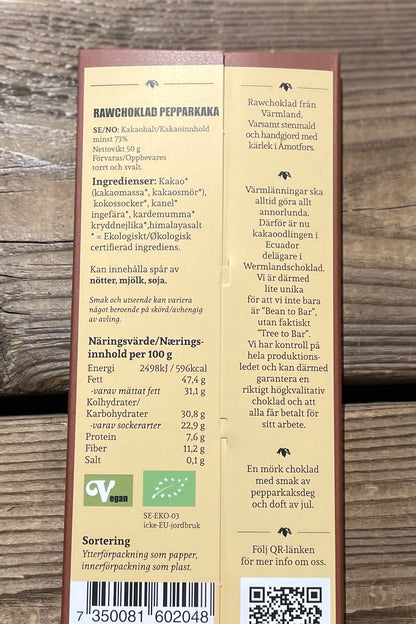 RAWCHOKLAD PEPPARKAKA
SE/NO: Kakaohalt/Kakaoinnhold
minst 73%
Nettovikt 50 g
Förvaras/Oppbevares
torrt och svalt.
Ingredienser: Kakao*
(kakaomassa*, kakaosmör*),
kokossocker*, kanel*
ingefära*, kardemumma*
kryddnejlika*,himalayasalt
* = Ekologiskt/Økologisk
certifierad ingrediens.
Kan innehålla spår av
nötter, mjölk, soja.
Smak och utseende kan variera
något beroende på skörd/avhengig
av avling.
Näringsvärde/Nærings-
innhold per 100 g
Energi 2498kJ / 596kcal
Fett 47,4 g
-varav mättat fett 31,1 g
Kolhydrater/
Karbohydrater 30,8 g
-varav sockerarter 22,9 g
Protein 7,6 g
Fiber 11,2 g
Salt 0,1 g
Vegan
SE-EKO-03
icke-EU-jordbruk
Sortering
Ytterförpackning som papper,
innerförpackning som plast.
7 350081 602048
Rawchoklad från
Värmland.
Varsamt stenmald
och handgjord med
kärlek i Åmotfors.
Värmlänningar ska
alltid göra allt
annorlunda.
Därför är nu
kakaoodlingen i
Ecuador
delägare i
Wermlandschoklad.
Vi är därmed
lite unika
för att vi inte bara
är "Bean to Bar",
utan faktiskt
"Tree to Bar".
Vi har kontroll på
hela produktions-
ledet och kan därmed
garantera en
riktigt högkvalitativ
choklad och att
alla får betalt för
sitt arbete.
En mörk choklad
med smak av
pepparkaksdeg
och doft av jul.
Följ QR-länken
för mer info om oss.